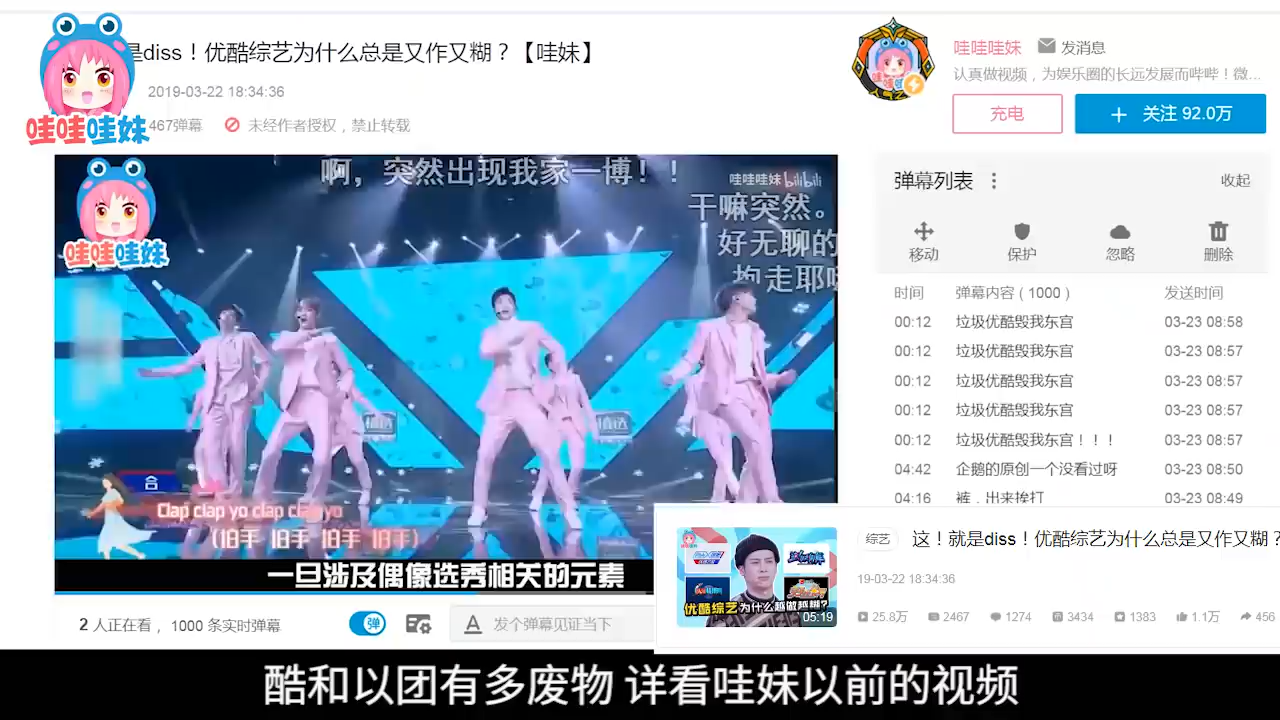 是diss！优酷综艺为什么总是又作又糊？【哇妹】
2019-03-22 18:34:36
467弹幕 未经作者授权，禁止转载
哇哇哇妹
哇哇哇妹 发消息
认真做视频，为娱乐圈的长远发展而哔哔！微...
充电
+ 关注 92.0万
啊，突然出现我家一博！！
哇哇哇妹 bilibili
干嘛突然。
好无聊的
抱走耶
哇哇哇妹
合
Clap clap yo clap clap yo
(拍手 拍手 拍手 拍手)
一旦涉及偶像选秀相关的元素
弹幕列表
收起
移动 保护 忽略 删除
时间 弹幕内容 ( 1000 ) 发送时间
00:12 垃圾优酷毁我东宫 03-23 08:58
00:12 垃圾优酷毁我东宫 03-23 08:57
00:12 垃圾优酷毁我东宫 03-23 08:57
00:12 垃圾优酷毁我东宫 03-23 08:57
00:12 垃圾优酷毁我东宫！！！ 03-23 08:57
04:42 企鹅的原创一个没看过呀 03-23 08:50
04:16 裤，出来挨打 03-23 08:49
2 人正在看，1000 条实时弹幕
弹
发个弹幕见证当下
优酷综艺为什么越做越糊?
05:19
综艺 这！就是diss！优酷综艺为什么总是又作又糊？
19-03-22 18:34:36
25.8万 2467 1274 3434 1383 1.1万 456
酷和以团有多废物 详看哇妹以前的视频